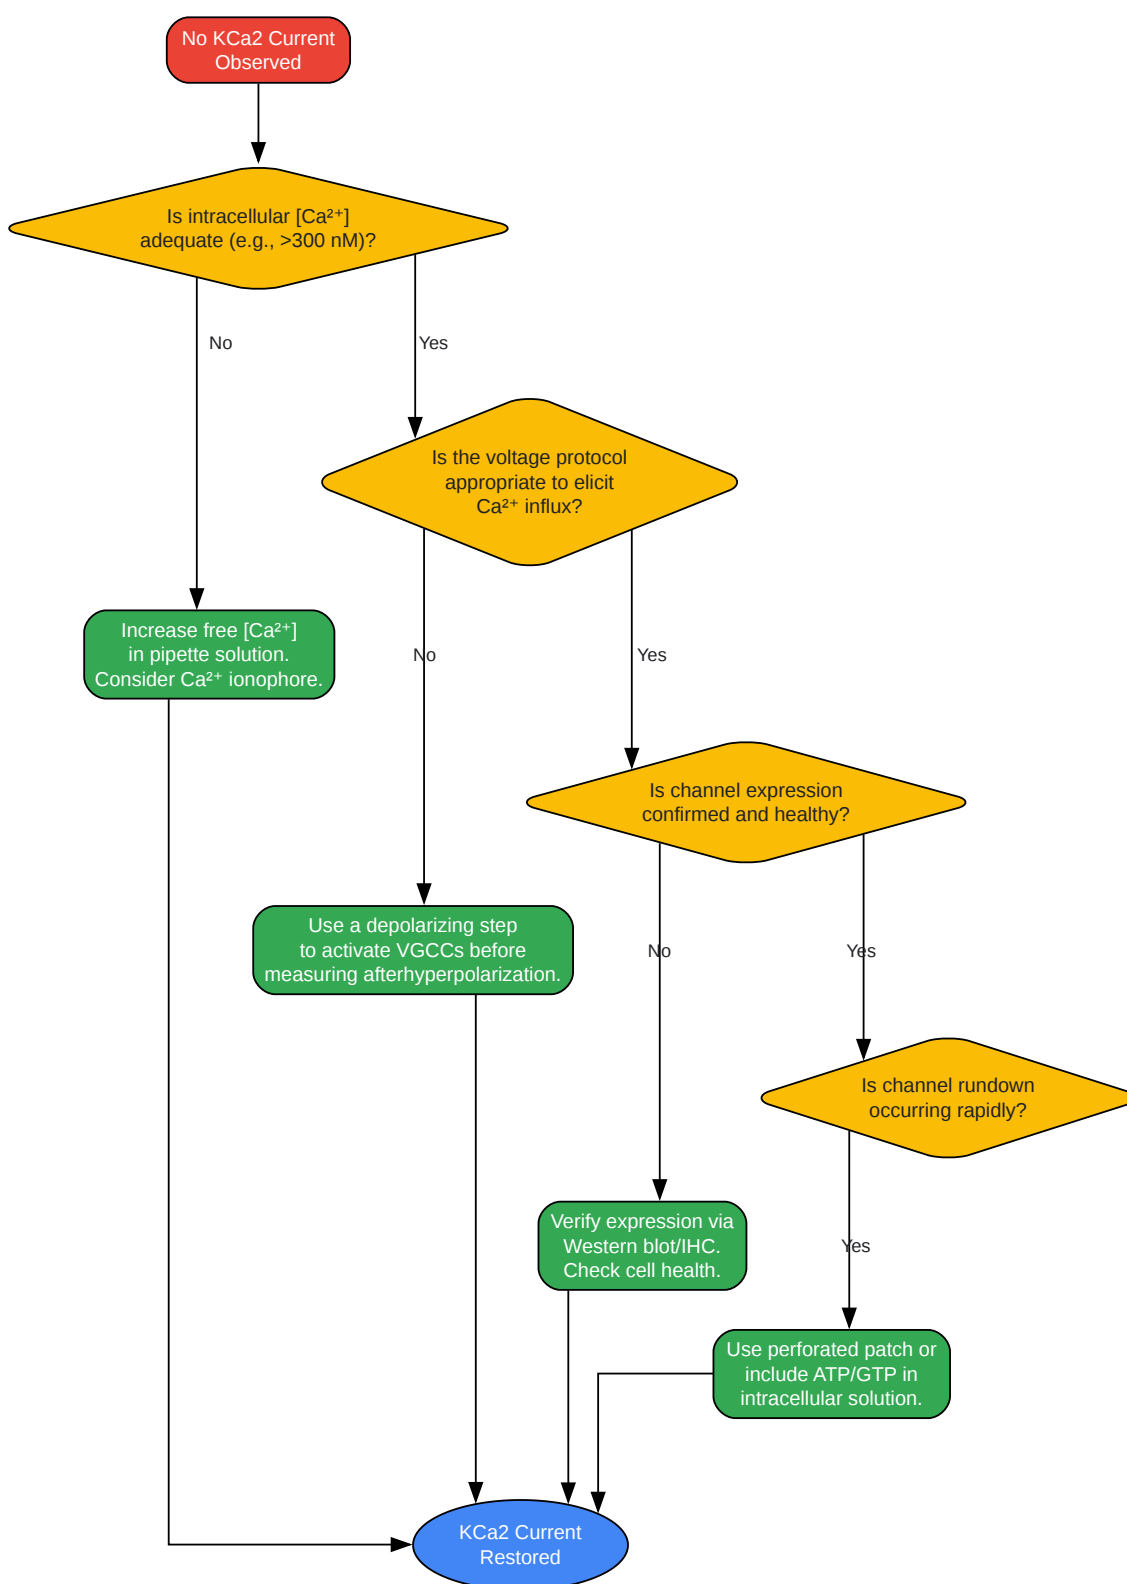 No KCa2 Current
Observed
Is intracellular [Ca²⁺]
adequate (e.g., >300 nM)?
No
Yes
Is the voltage protocol
appropriate to elicit
Ca²⁺ influx?
Increase free [Ca²⁺]
in pipette solution.
Consider Ca²⁺ ionophore.
No
Yes
Is channel expression
confirmed and healthy?
Use a depolarizing step
to activate VGCCs before
measuring afterhyperpolarization.
No
Yes
Is channel rundown
occurring rapidly?
Verify expression via
Western blot/IHC.
Check cell health.
Yes
Use perforated patch or
include ATP/GTP in
intracellular solution.
KCa2 Current
Restored